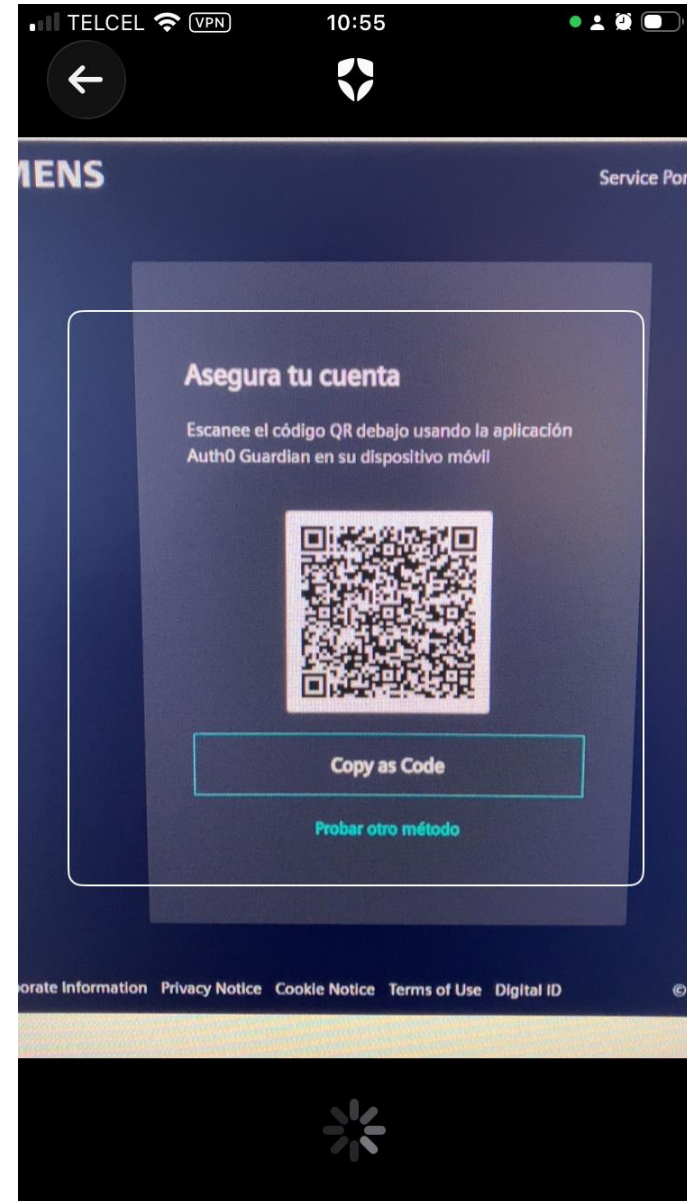 TELCEL VPN 10:55
IENS
Service Por
Asegura tu cuenta
Escanee el código QR debajo usando la aplicación
Auth0 Guardian en su dispositivo móvil
Copy as Code
Probar otro método
orate Information Privacy Notice Cookie Notice Terms of Use Digital ID ©